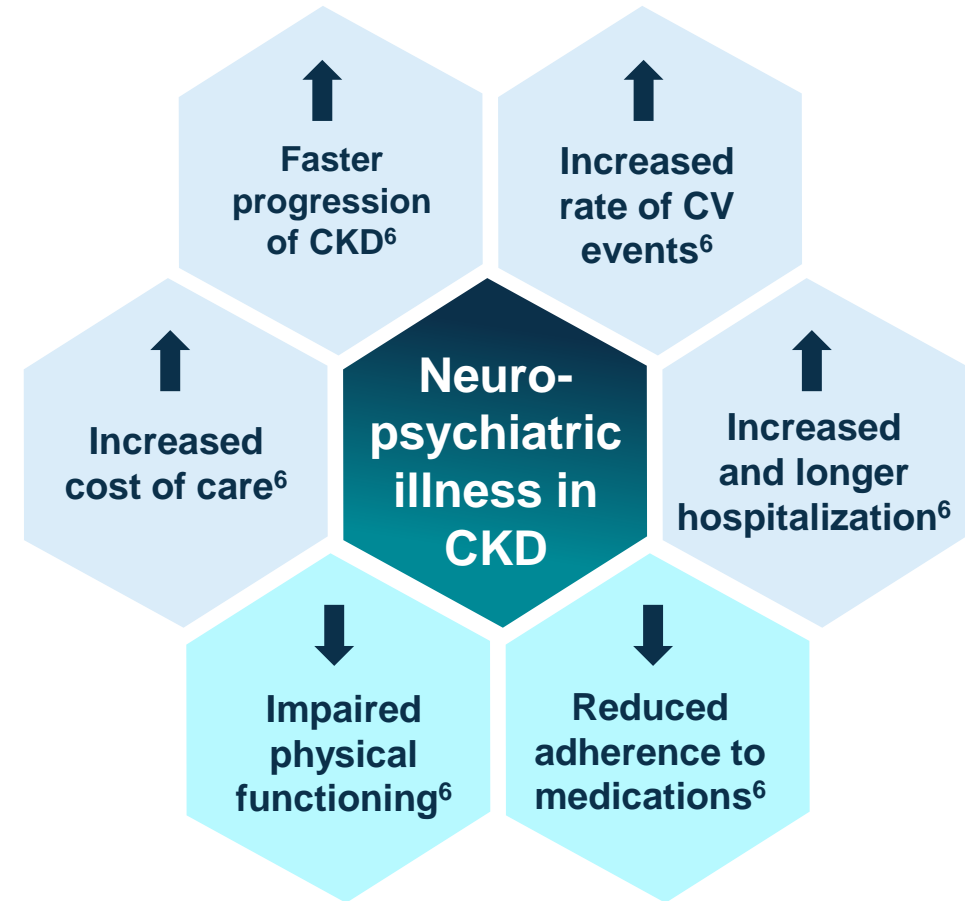 Faster
progression
of CKD⁶
Increased
rate of CV
events⁶
Increased
cost of care⁶
Neuro-
psychiatric
illness in
CKD
Increased
and longer
hospitalization⁶
Impaired
physical
functioning⁶
Reduced
adherence to
medications⁶